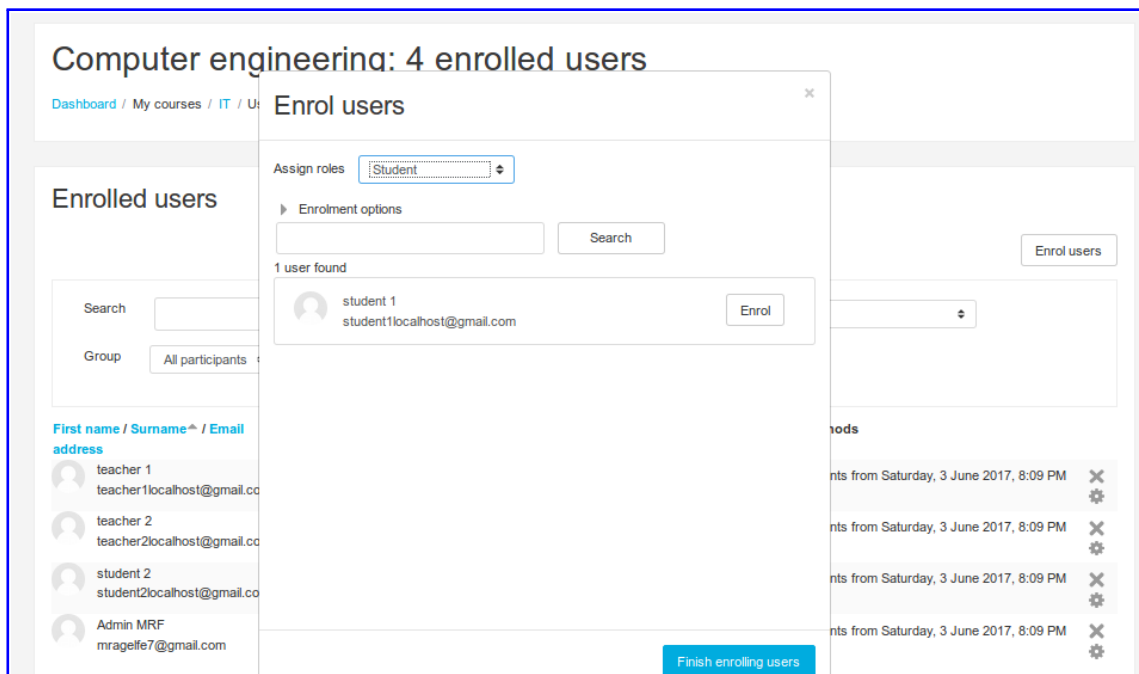 Computer engineering: 4 enrolled users
Dashboard / My courses / IT / Us
Enrol users
×
Assign roles Student
Enrolment options
Search
1 user found
student 1
student1localhost@gmail.com
Enrol
Finish enrolling users
Enrolled users
Enrol users
Search
Group All participants
First name / Surname / Email
address
teacher 1
teacher1localhost@gmail.co
nts from Saturday, 3 June 2017, 8:09 PM
teacher 2
teacher2localhost@gmail.co
nts from Saturday, 3 June 2017, 8:09 PM
student 2
student2localhost@gmail.co
nts from Saturday, 3 June 2017, 8:09 PM
Admin MRF
mragelfe7@gmail.com
nts from Saturday, 3 June 2017, 8:09 PM